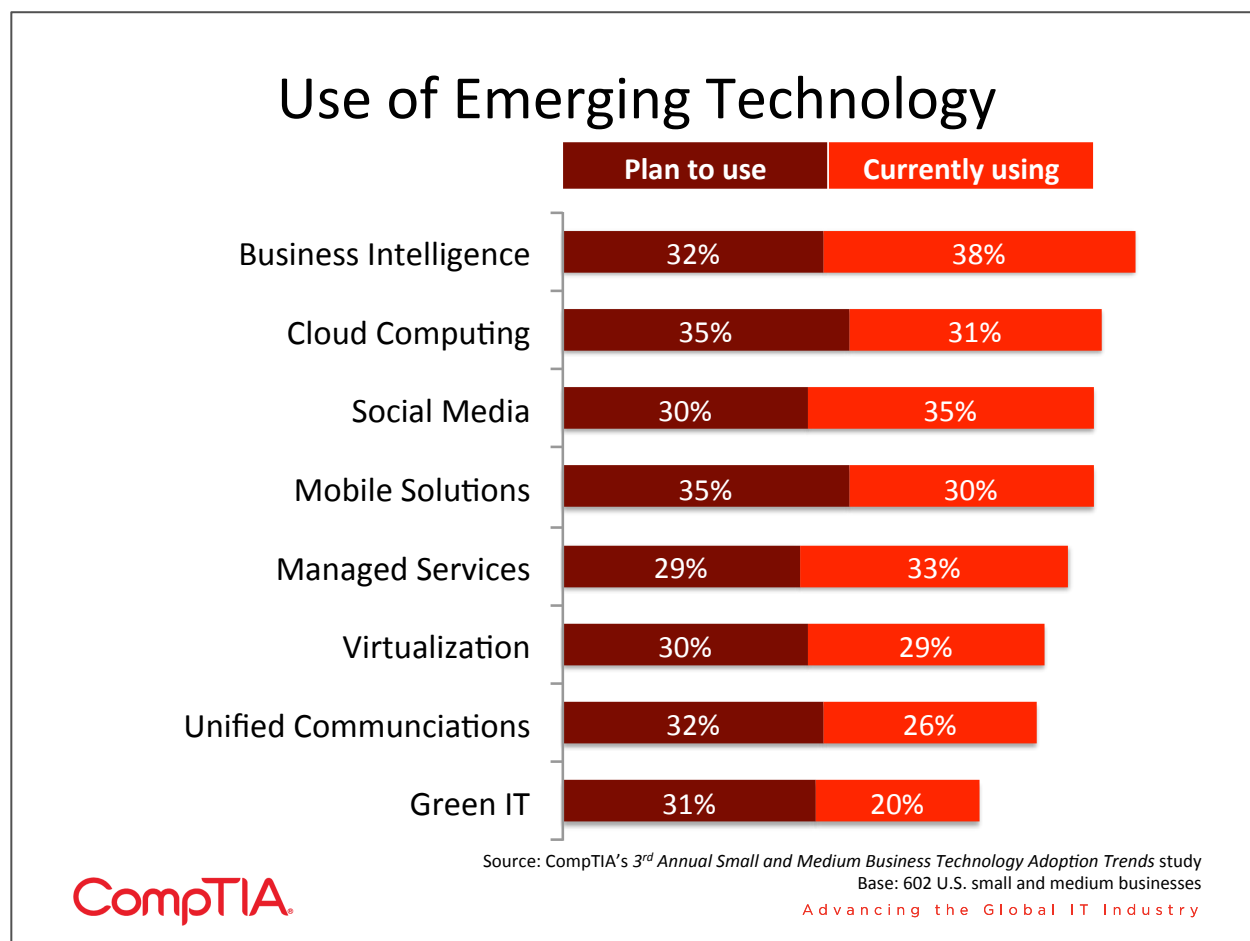 Use of Emerging Technology
Plan to use Currently using
Business Intelligence 32% 38%
Cloud Computing 35% 31%
Social Media 30% 35%
Mobile Solutions 35% 30%
Managed Services 29% 33%
Virtualization 30% 29%
Unified Communciations 32% 26%
Green IT 31% 20%
Source: CompTIA's 3rd Annual Small and Medium Business Technology Adoption Trends study
Base: 602 U.S. small and medium businesses
CompTIA.
Advancing the Global IT Industry